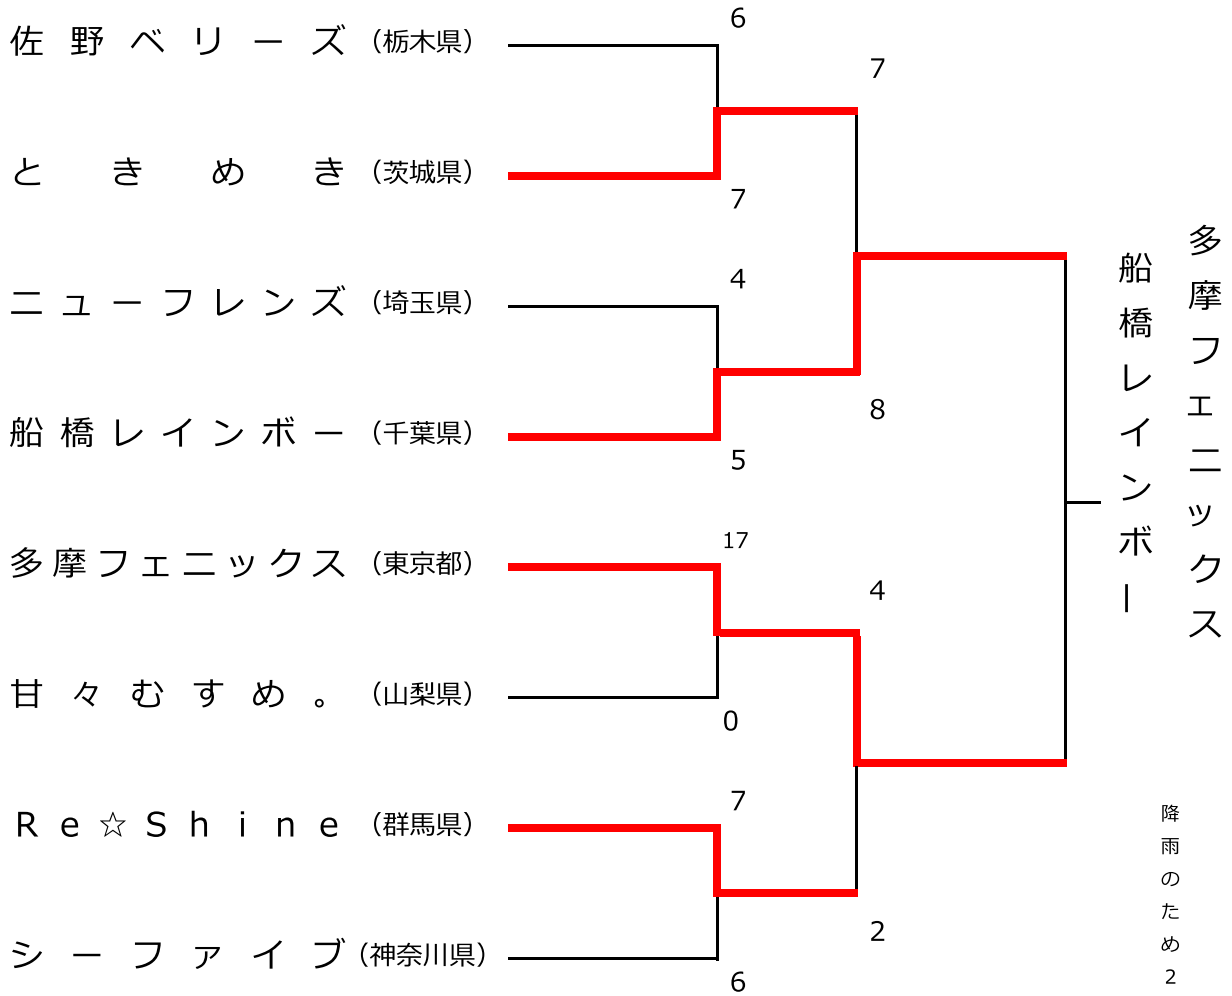 佐野ベリーズ（栃木県）
6
7
ときめき（茨城県）
7
ニューフレンズ（埼玉県）
4
船橋レインボー（千葉県）
5
8
多摩フェニックス（東京都）
17
4
甘々むすめ。（山梨県）
0
Ｒｅ☆Ｓｈｉｎｅ（群馬県）
7
2
シーファイブ（神奈川県）
6
多摩フェニックス
船橋レインボー
降雨のため２